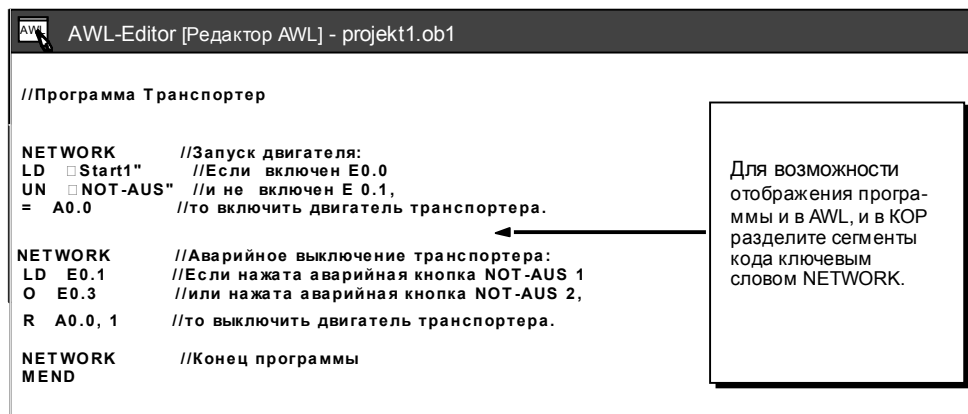 AWL
AWL-Editor [Редактор AWL] - projekt1.ob1
//Программа Транспортер
NETWORK //Запуск двигателя:
LD □Start1" //Если включен E0.0
UN □NOT-AUS" //и не включен E 0.1,
= A0.0 //то включить двигатель транспортера.
NETWORK //Аварийное выключение транспортера:
LD E0.1 //Если нажата аварийная кнопка NOT-AUS 1
O E0.3 //или нажата аварийная кнопка NOT-AUS 2,
R A0.0, 1 //то выключить двигатель транспортера.
NETWORK //Конец программы
MEND
Для возможности
отображения програ-
ммы и в AWL, и в КОР
разделите сегменты
кода ключевым
словом NETWORK.